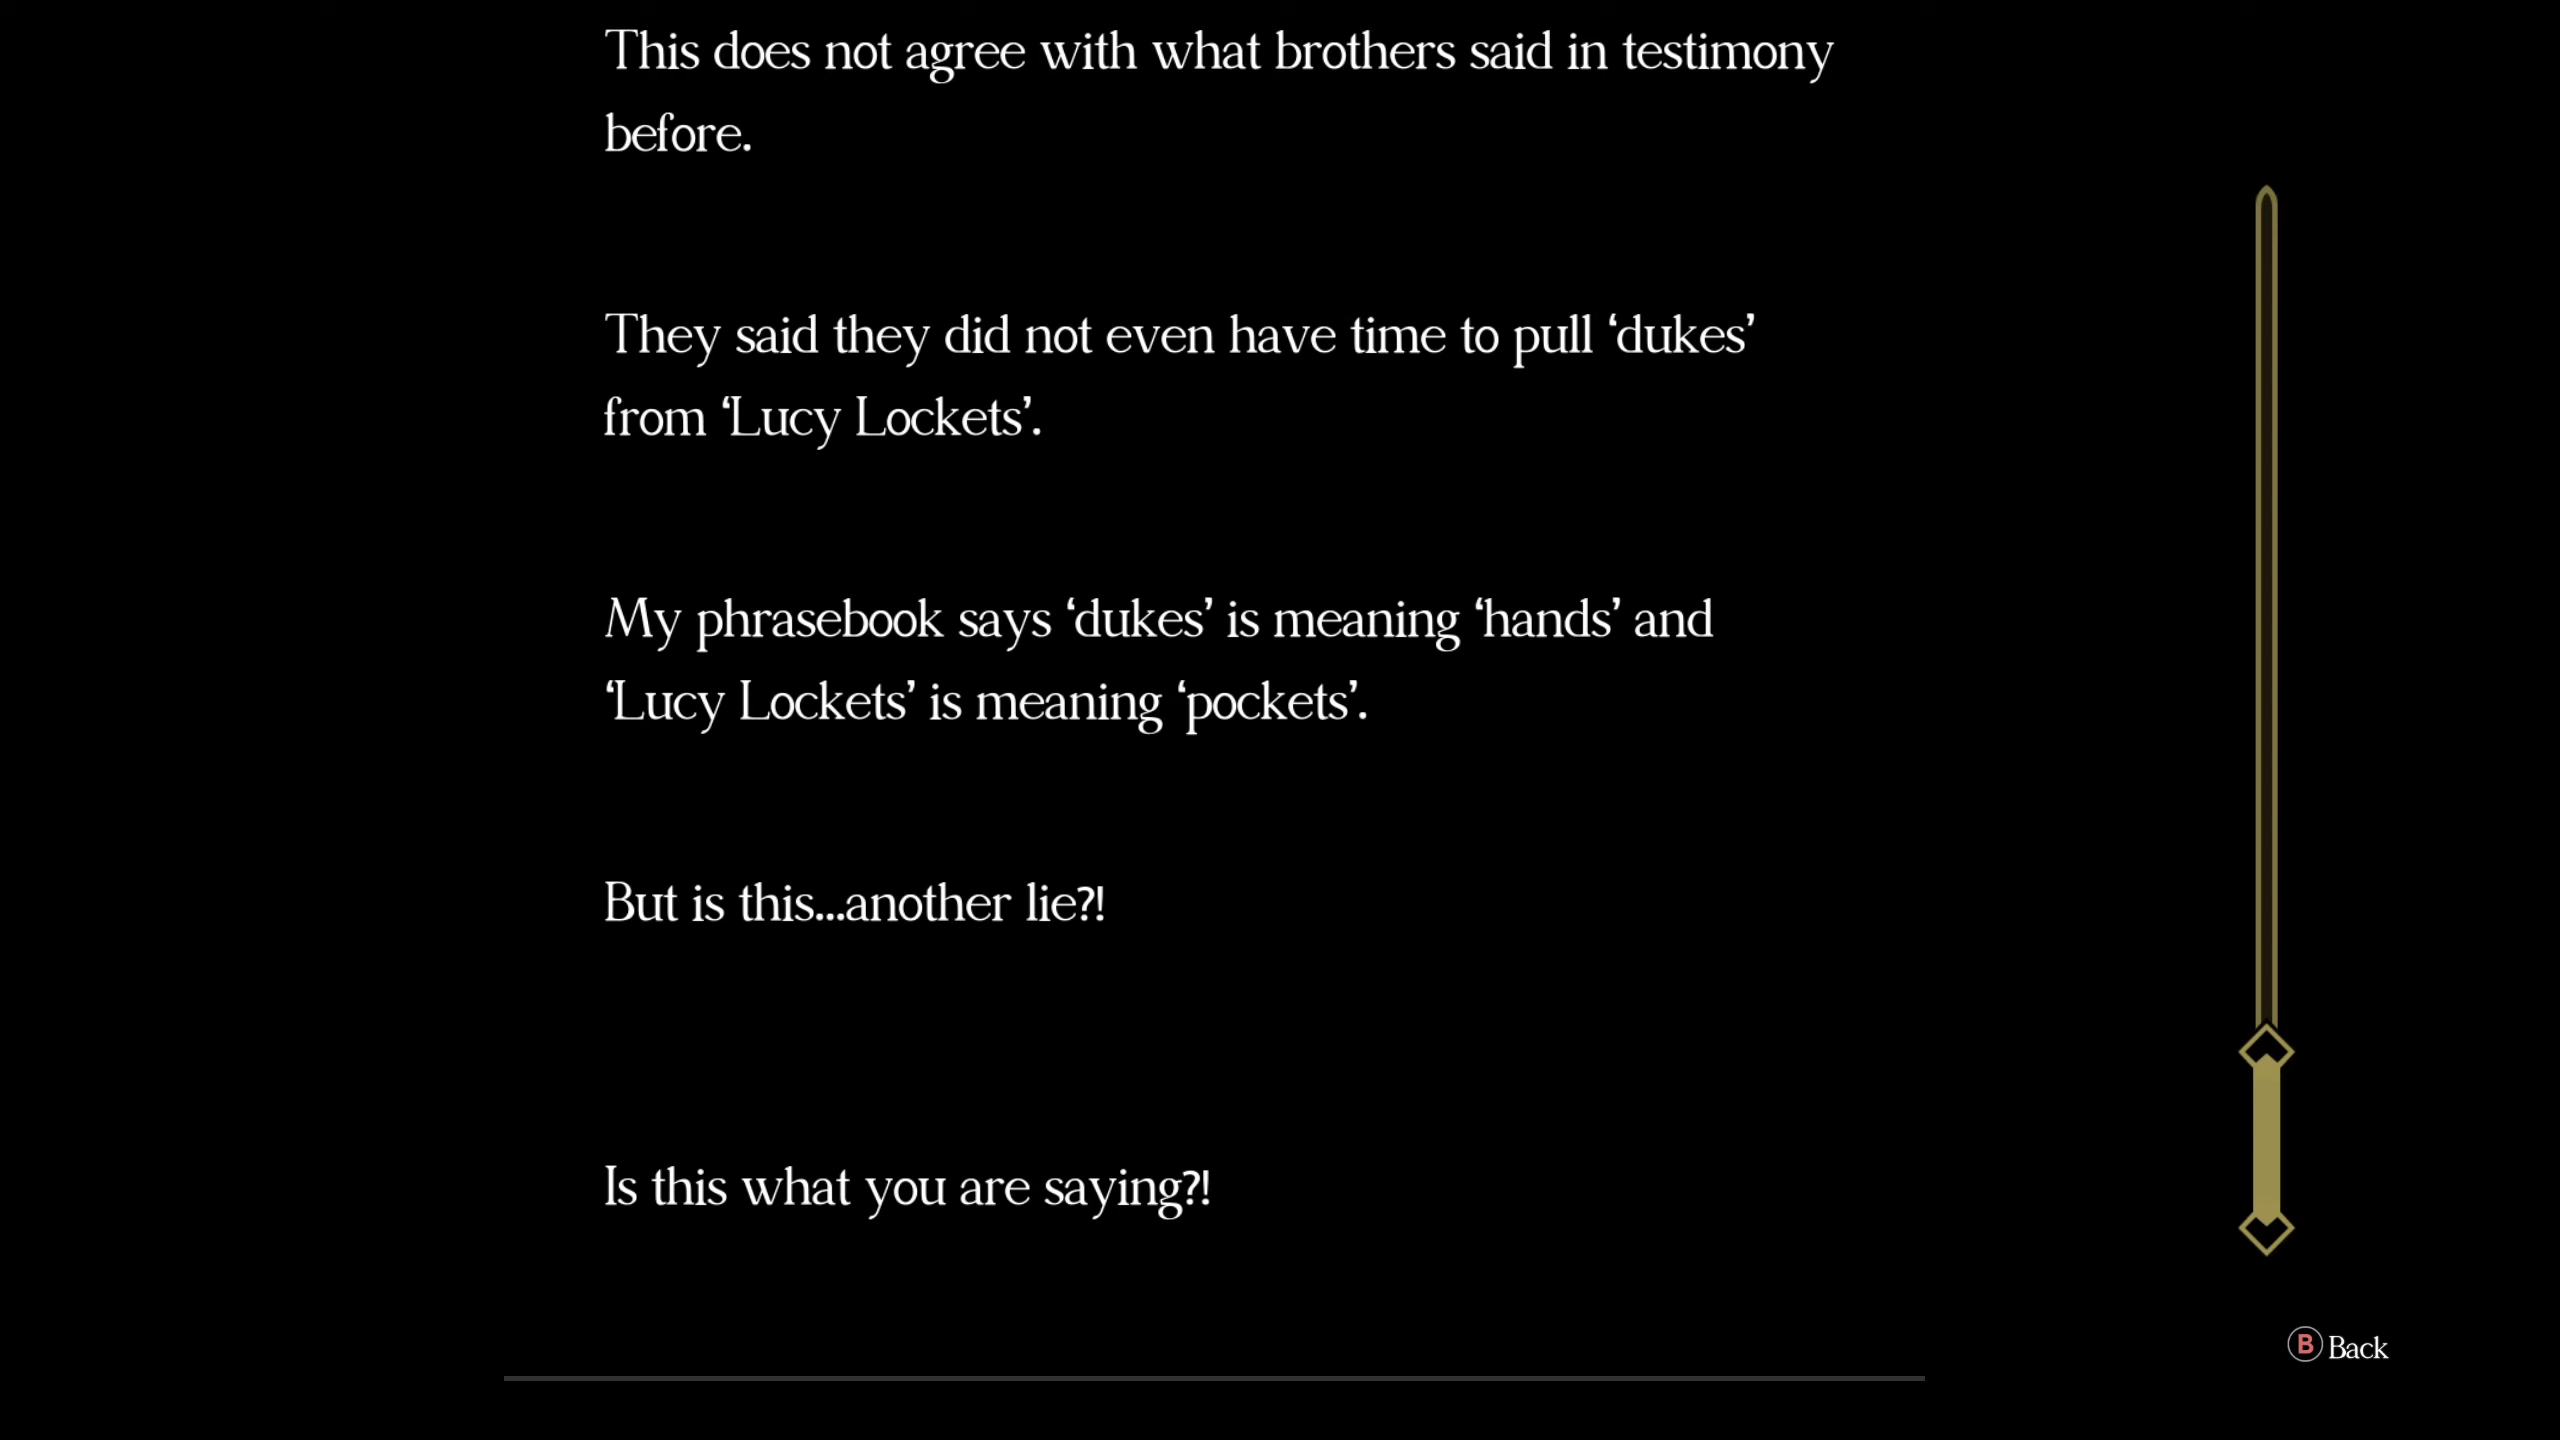 This does not agree with what brothers said in testimony
before.
They said they did not even have time to pull ‘dukes’
from ‘Lucy Lockets’.
My phrasebook says ‘dukes’ is meaning ‘hands’ and
‘Lucy Lockets’ is meaning ‘pockets’.
But is this...another lie?!
Is this what you are saying?!
B Back